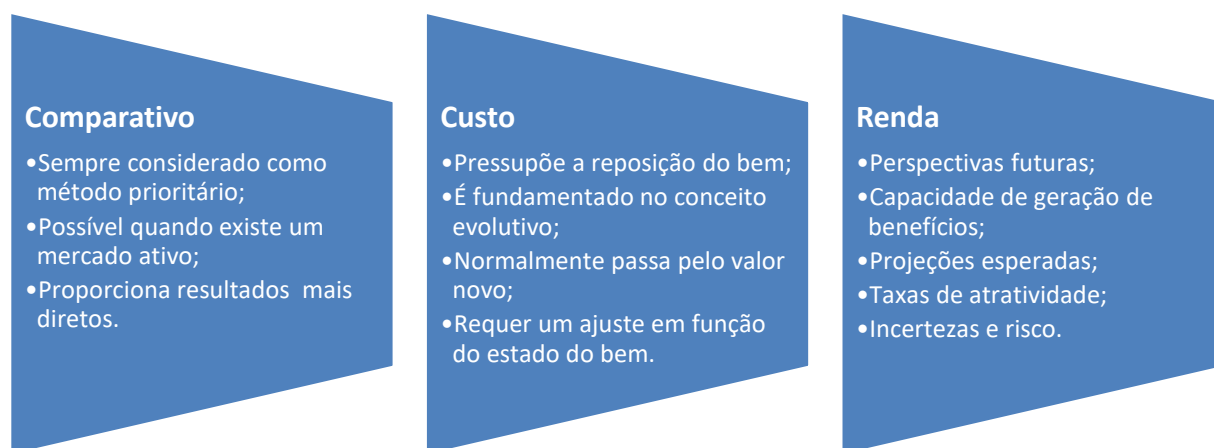 Comparativo
•Sempre considerado como
método prioritário;
•Possível quando existe um
mercado ativo;
•Proporciona resultados  mais
diretos.
Custo
•Pressupõe a reposição do bem;
•É fundamentado no conceito
evolutivo;
•Normalmente passa pelo valor
novo;
•Requer um ajuste em função
do estado do bem.
Renda
•Perspectivas futuras;
•Capacidade de geração de
benefícios;
•Projeções esperadas;
•Taxas de atratividade;
•Incertezas e risco.